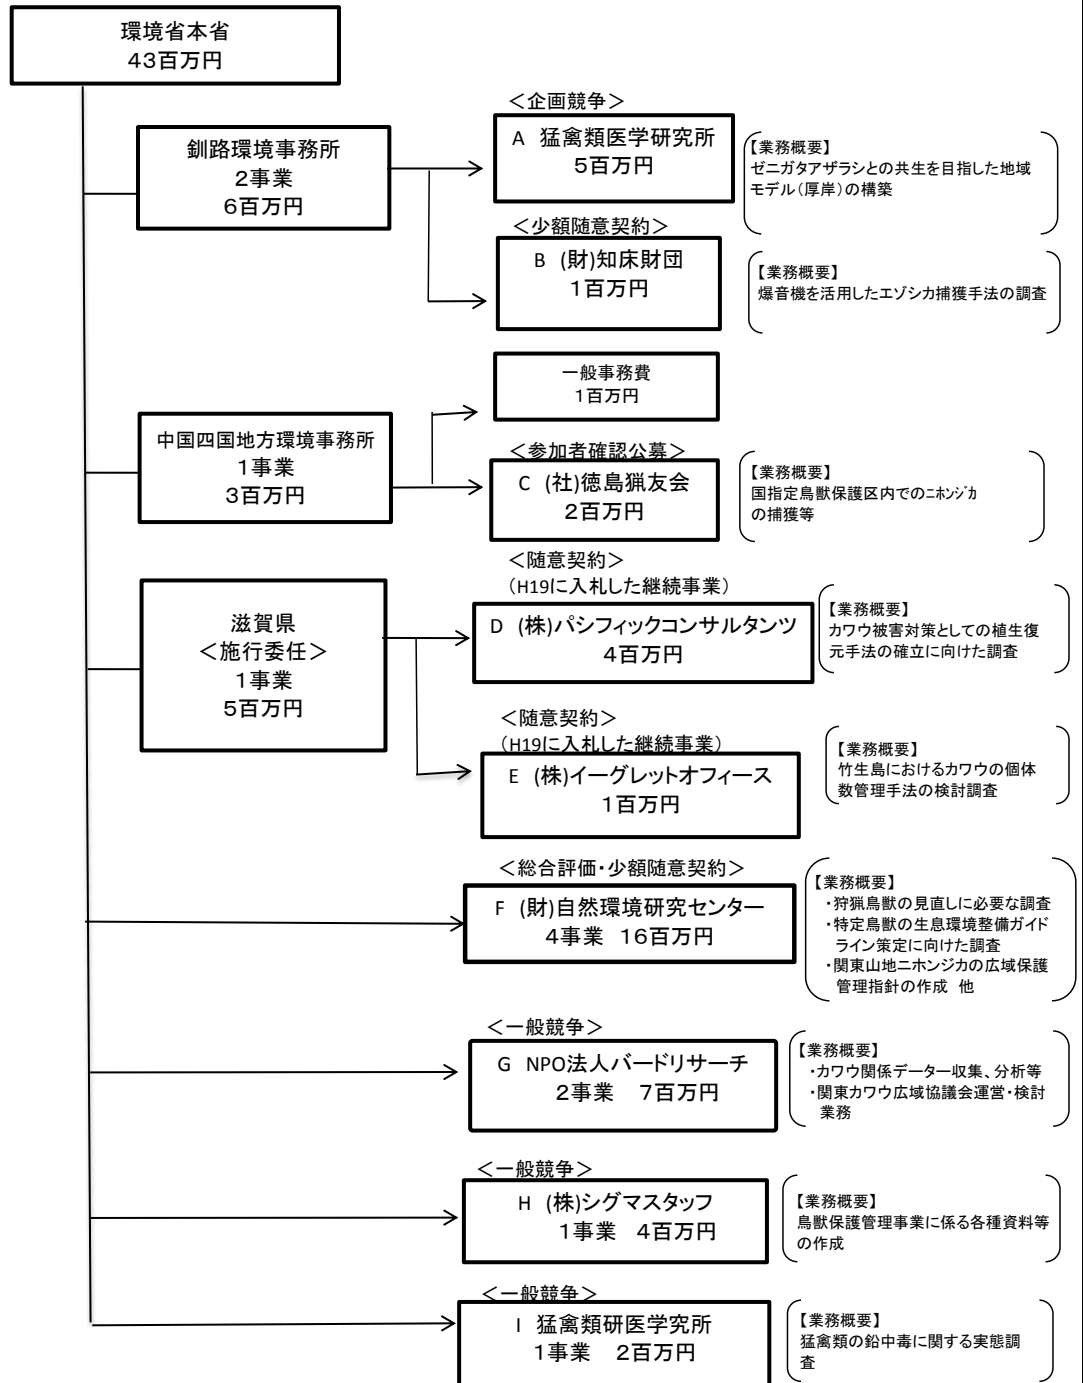 環境省本省
43百万円
釧路環境事務所
2事業
6百万円
＜企画競争＞
A 猛禽類医学研究所
5百万円
【業務概要】
ゼニガタアザラシとの共生を目指した地域
モデル（厚岸）の構築
＜少額随意契約＞
B (財)知床財団
1百万円
【業務概要】
爆音機を活用したエゾシカ捕獲手法の調査
一般事務費
1百万円
中国四国地方環境事務所
1事業
3百万円
＜参加者確認公募＞
C (社)徳島猟友会
2百万円
【業務概要】
国指定鳥獣保護区内でのﾆﾎﾝｼﾞｶ
の捕獲等
滋賀県
＜施行委任＞
1事業
5百万円
＜随意契約＞
（H19に入札した継続事業）
D (株)パシフィックコンサルタンツ
4百万円
【業務概要】
カワウ被害対策としての植生復
元手法の確立に向けた調査
＜随意契約＞
（H19に入札した継続事業）
E (株)イーグレットオフィース
1百万円
【業務概要】
竹生島におけるカワウの個体
数管理手法の検討調査
＜総合評価・少額随意契約＞
F (財)自然環境研究センター
4事業 16百万円
【業務概要】
・狩猟鳥獣の見直しに必要な調査
・特定鳥獣の生息環境整備ガイド
ライン策定に向けた調査
・関東山地ニホンジカの広域保護
管理指針の作成 他
＜一般競争＞
G NPO法人バードリサーチ
2事業 7百万円
【業務概要】
・カワウ関係データー収集、分析等
・関東カワウ広域協議会運営・検討
業務
＜一般競争＞
H (株)シグマスタッフ
1事業 4百万円
【業務概要】
鳥獣保護管理事業に係る各種資料等
の作成
＜一般競争＞
I 猛禽類研医学究所
1事業 2百万円
【業務概要】
猛禽類の鉛中毒に関する実態調
査